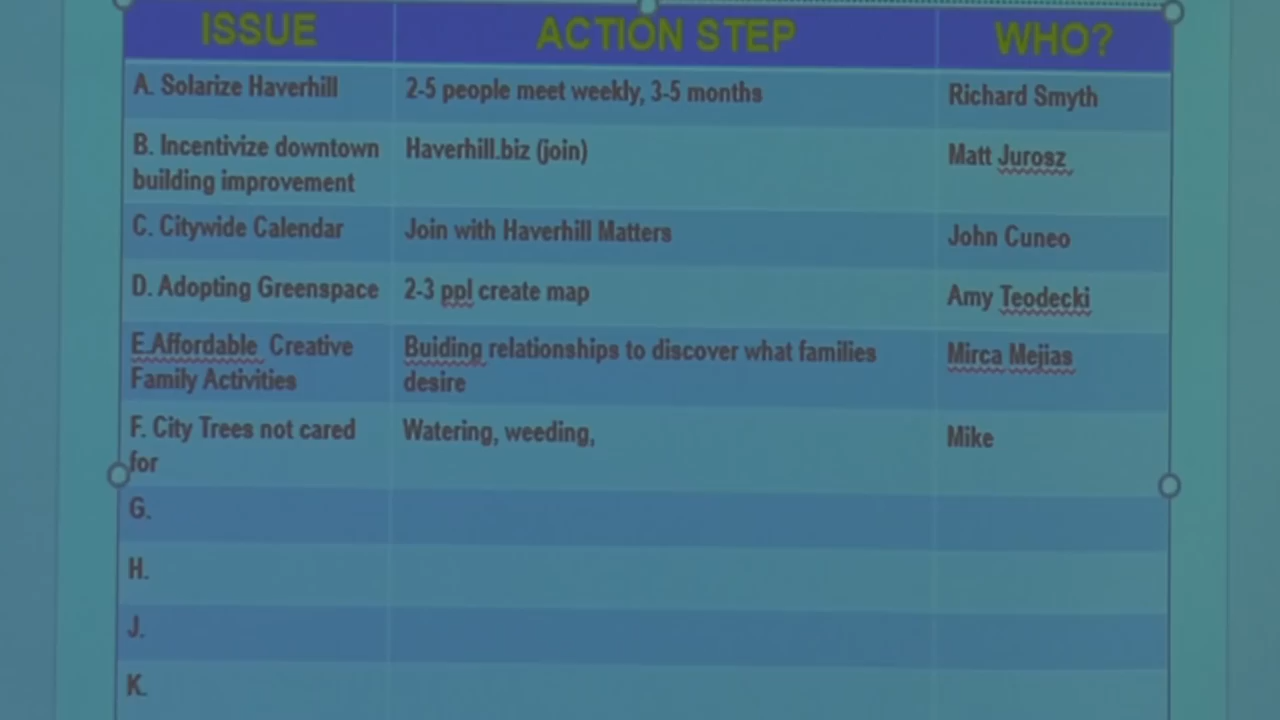 ISSUE ACTION STEP WHO?
A. Solarize Haverhill 2-5 people meet weekly, 3-5 months Richard Smyth
B. Incentivize downtown Haverhill.biz (join) Matt Jurosz
building improvement
C. Citywide Calendar Join with Haverhill Matters John Cuneo
D. Adopting Greenspace 2-3 ppl create map Amy Teodecki
E.Affordable Creative Buiding relationships to discover what families Mirca Mejias
Family Activities desire
F. City Trees not cared Watering, weeding, Mike
for
G.
H.
J.
K.